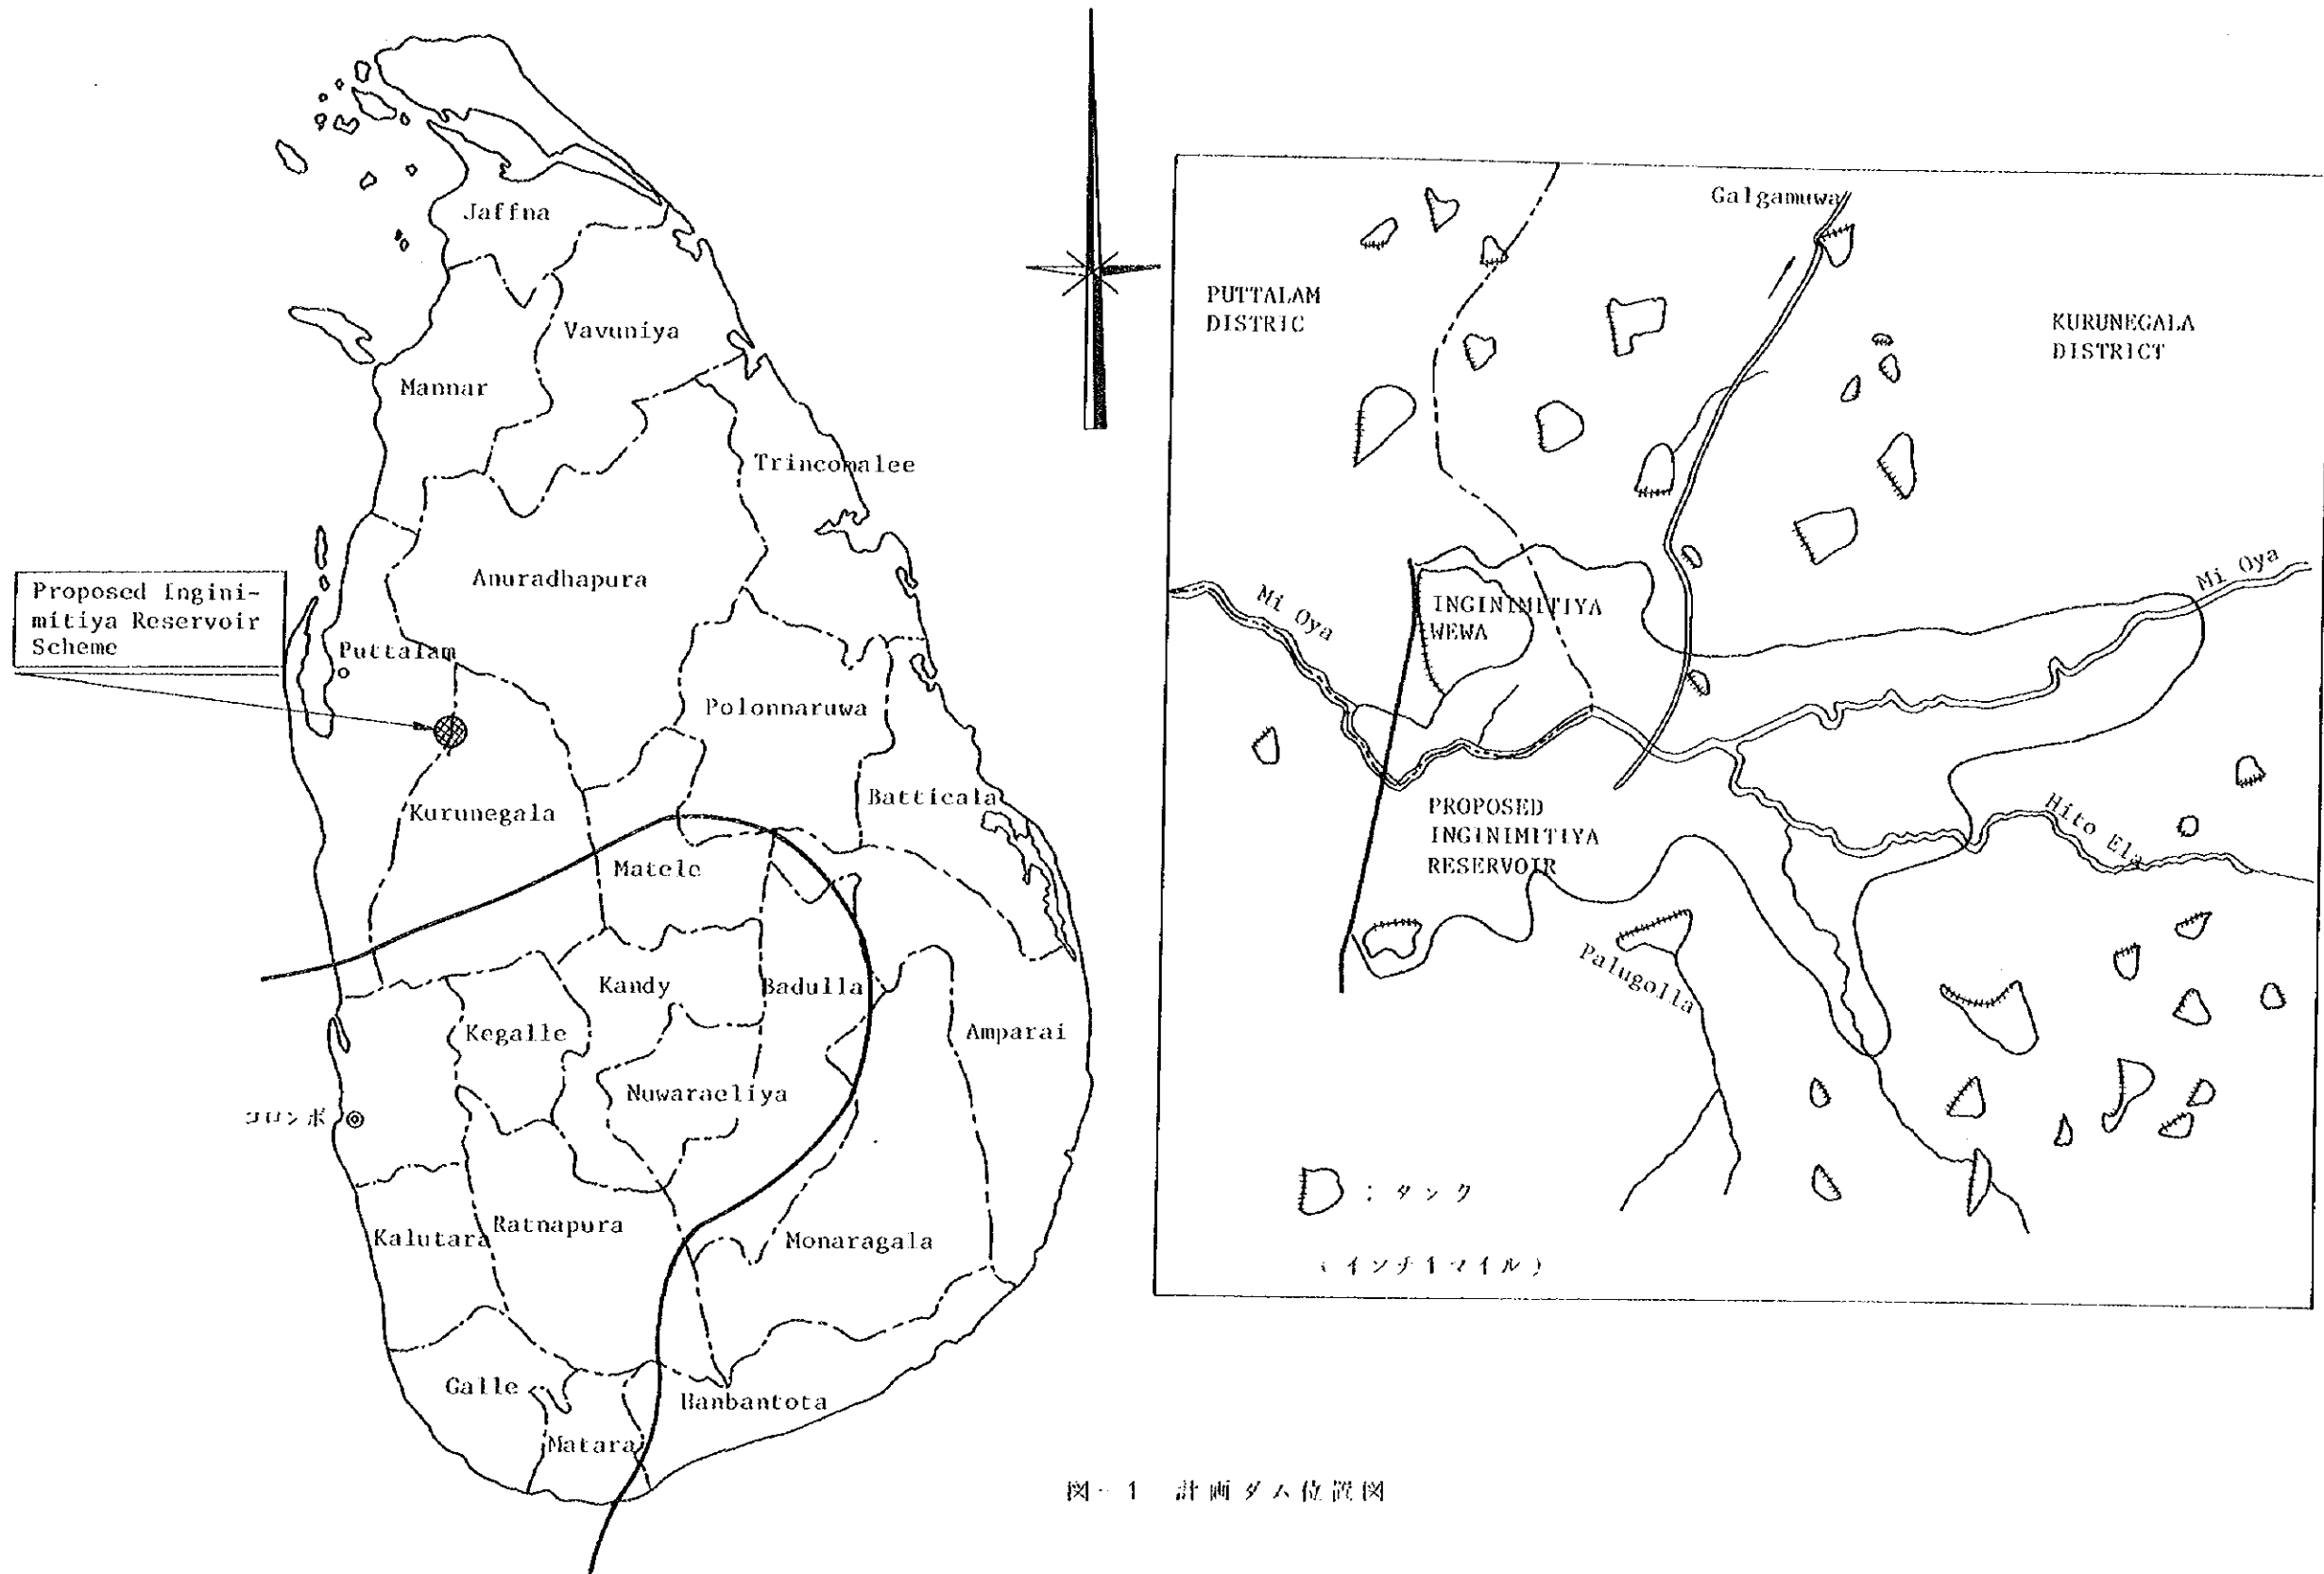 Jaffna
Vavuniya
Mannar
Trincomalee
Anuradhapura
Proposed Ingini-
mitiya Reservoir
Scheme
Puttalam
Polonnaruwa
Kurunegala
Batticala
Matele
Kandy
Badulla
Kegalle
Amparai
Nuwaraeliya
コロンボ
Kalutara
Ratnapura
Monaragala
Galle
Hanbantota
Matara
Galgamuwa
PUTTALAM
DISTRIC
KURUNEGALA
DISTRICT
Mi Oya
Mi Oya
INGINIMITIYA
WEWA
PROPOSED
INGINIMITIYA
RESERVOIR
Hito Ela
Palugolla
:タンク
(インチ1マイル)
図-1 計画ダム位置図